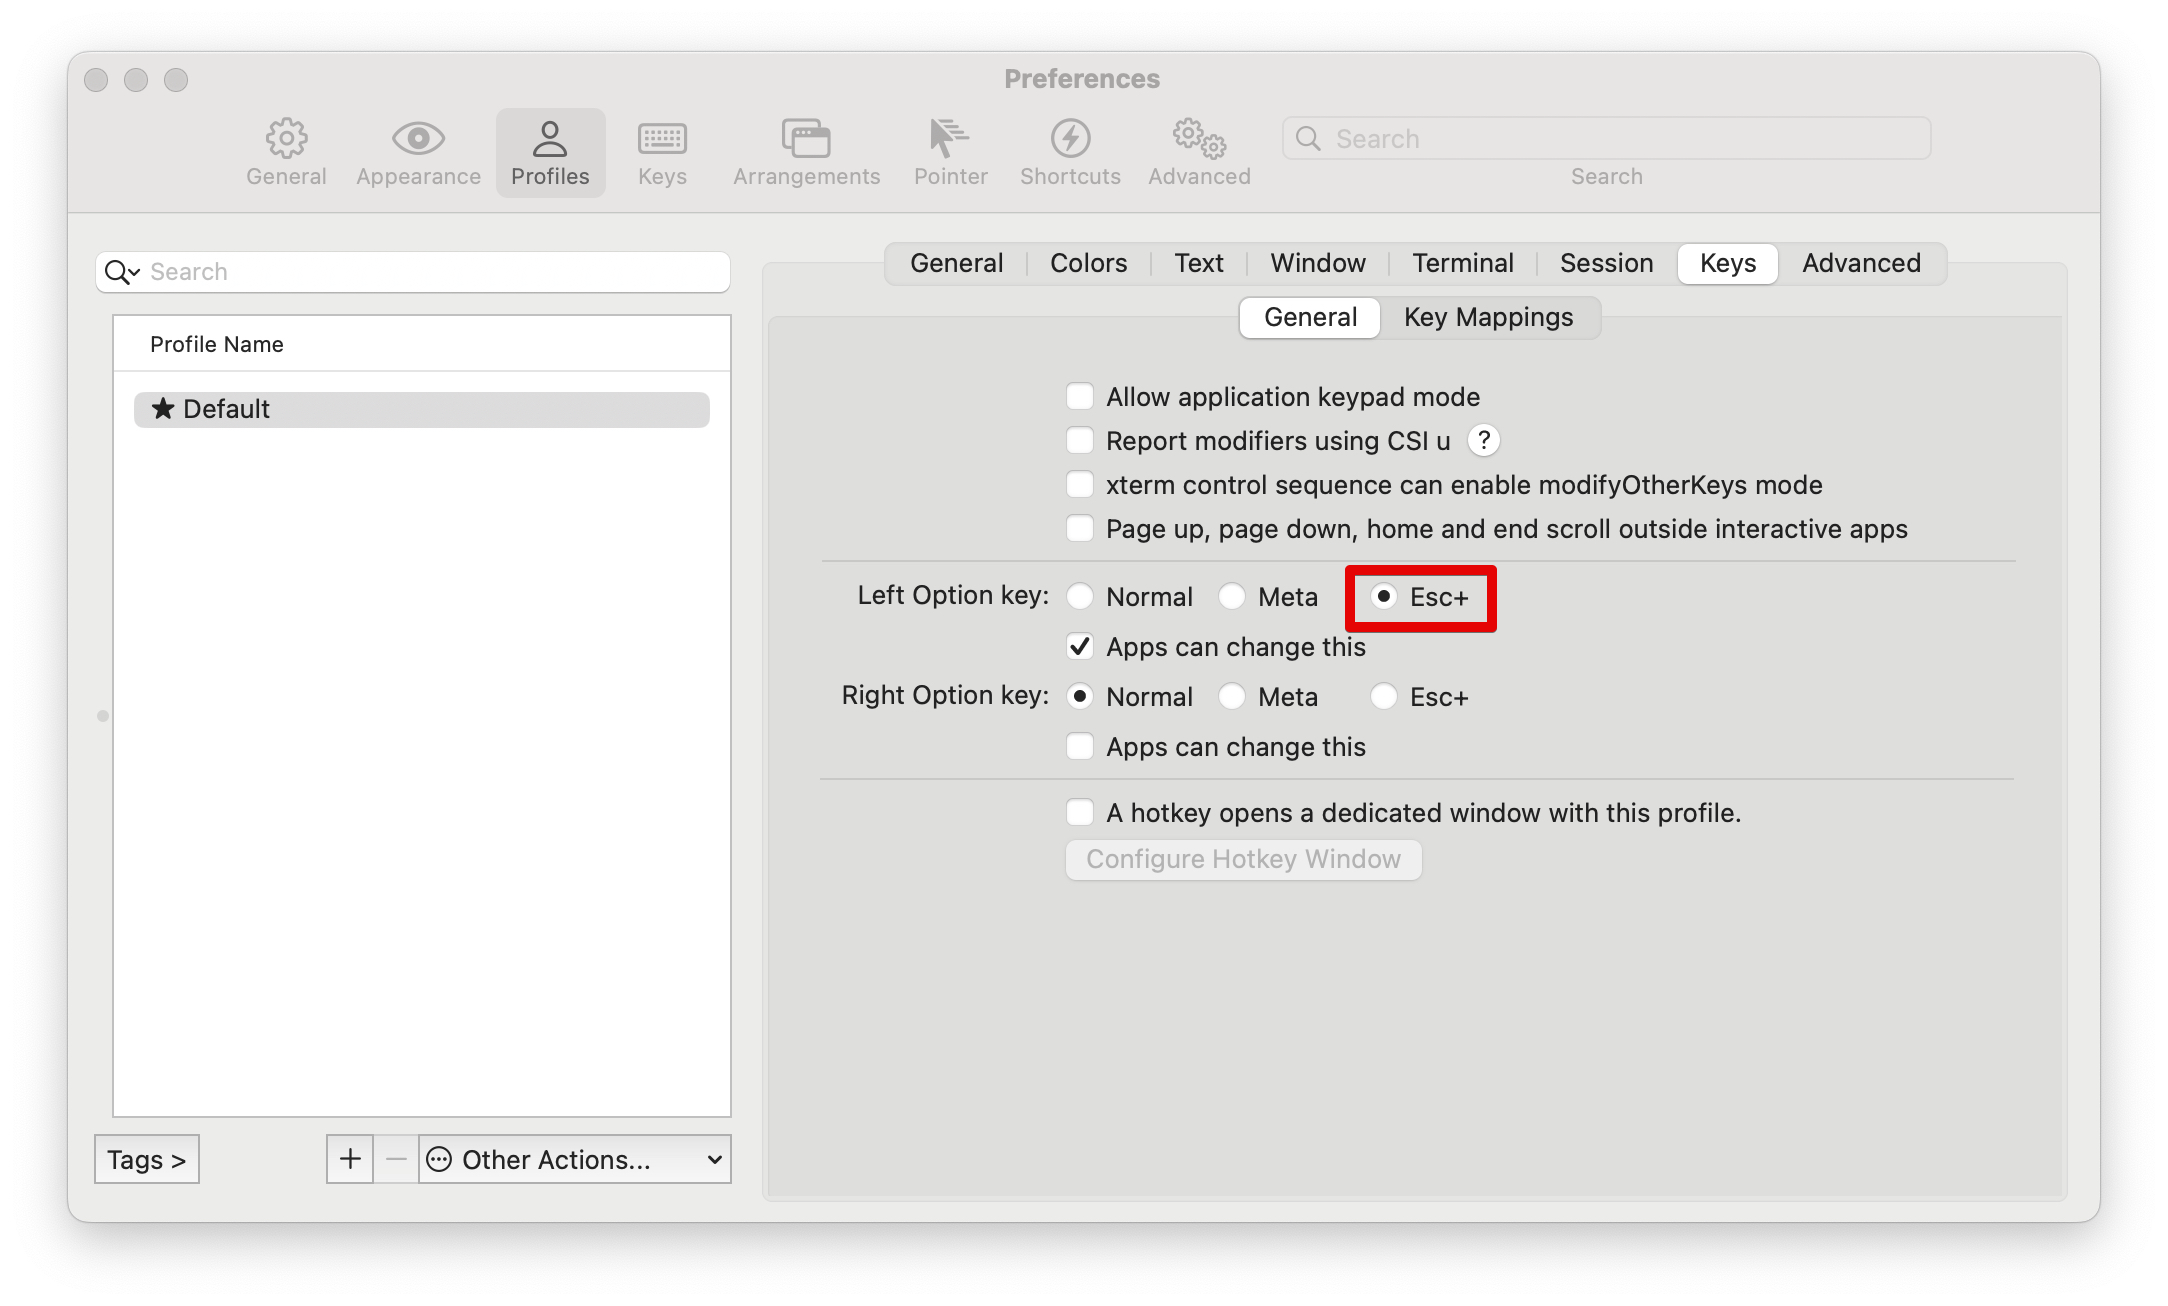 Preferences
General
Appearance
Profiles
Keys
Arrangements
Pointer
Shortcuts
Advanced
Search
Search
Search
Profile Name
★ Default
Tags >
+
−
Other Actions...
General
Colors
Text
Window
Terminal
Session
Keys
Advanced
General
Key Mappings
Allow application keypad mode
Report modifiers using CSI u ?
xterm control sequence can enable modifyOtherKeys mode
Page up, page down, home and end scroll outside interactive apps
Left Option key: Normal Meta Esc+
Apps can change this
Right Option key: Normal Meta Esc+
Apps can change this
A hotkey opens a dedicated window with this profile.
Configure Hotkey Window